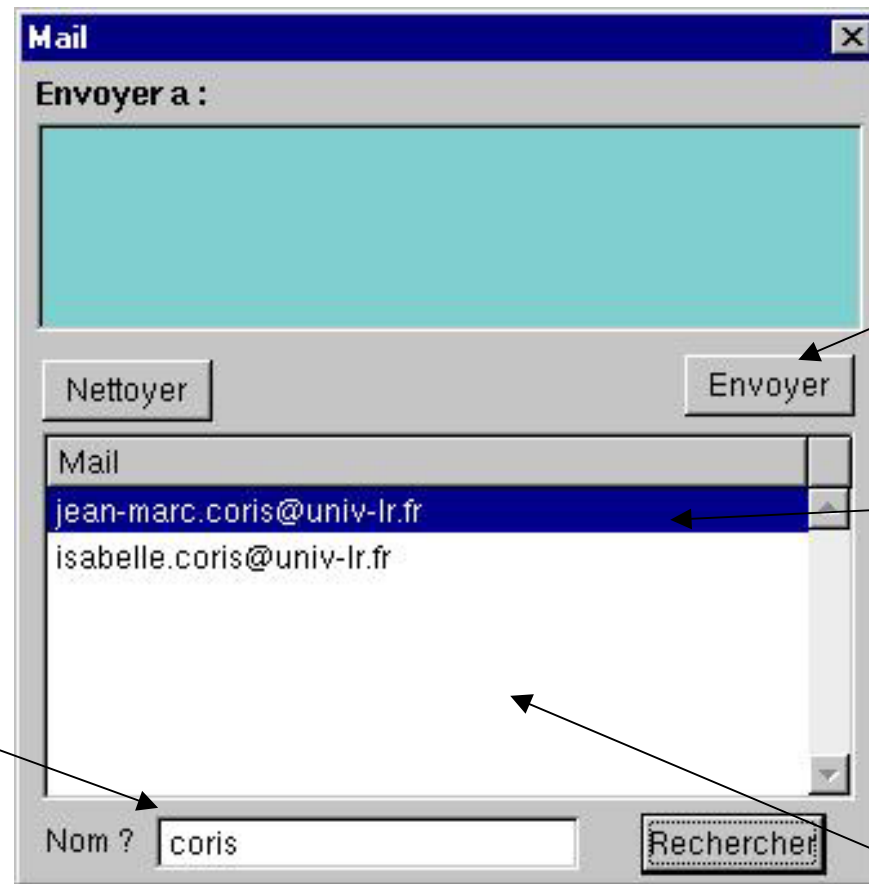 Mail
Envoyer a :
Nettoyer
Envoyer
Mail
jean-marc.coris@univ-lr.fr
isabelle.coris@univ-lr.fr
Nom ? coris Rechercher